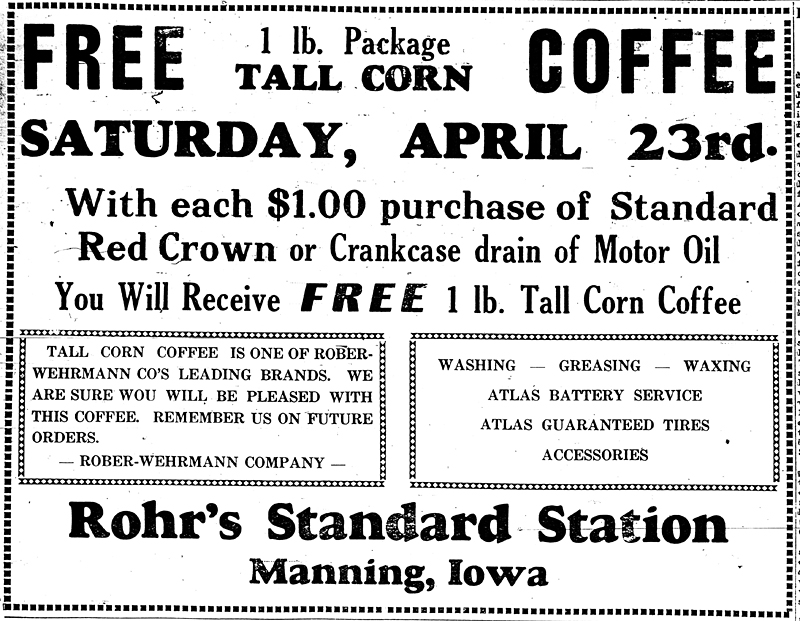 FREE 1 lb. Package COFFEE
TALL CORN
SATURDAY, APRIL 23rd.
With each $1.00 purchase of Standard
Red Crown or Crankcase drain of Motor Oil
You Will Receive FREE 1 lb. Tall Corn Coffee
TALL CORN COFFEE IS ONE OF ROBER-
WEHRMANN CO'S LEADING BRANDS. WE
ARE SURE WOU WILL BE PLEASED WITH
THIS COFFEE. REMEMBER US ON FUTURE
ORDERS.
— ROBER-WEHRMANN COMPANY —
WASHING — GREASING — WAXING
ATLAS BATTERY SERVICE
ATLAS GUARANTEED TIRES
ACCESSORIES
Rohr's Standard Station
Manning, Iowa